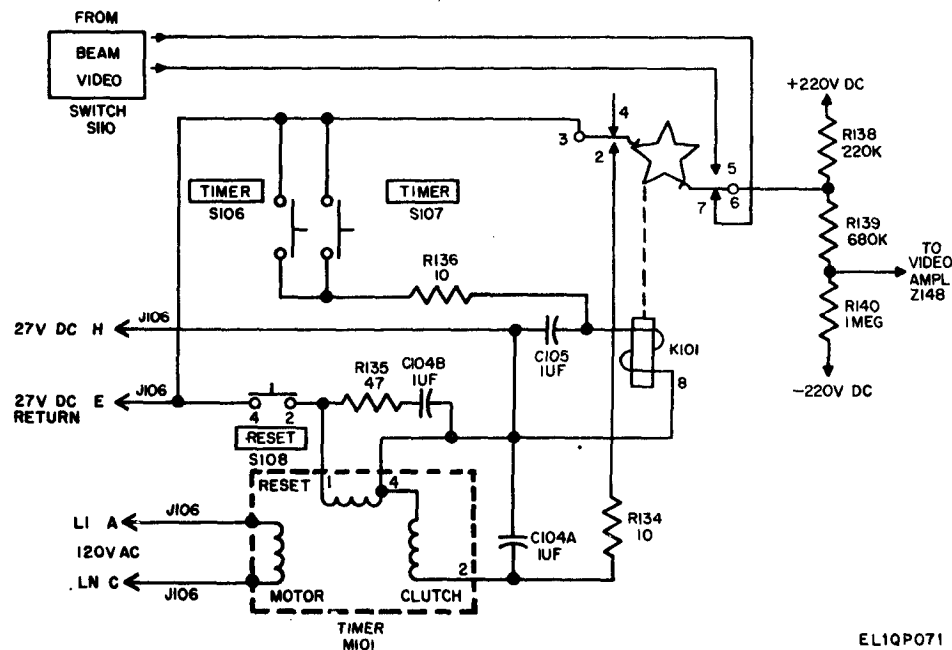 FROM
BEAM
VIDEO
SWITCH
S110
4
3
2
5
7
6
+220V DC
R138
220K
R139
680K
TO
VIDEO
AMPL
Z148
R140
1 MEG
-220V DC
TIMER
S106
TIMER
S107
R136
10
27V DC H
J106
C105
1UF
K101
8
R135
47
C104B
1UF
27V DC E
RETURN
J106
4
2
RESET
S108
RESET
1
4
L1 A
J106
120V AC
LN C
J106
MOTOR
CLUTCH
2
C104A
1UF
R134
10
TIMER
M101
EL1QP071